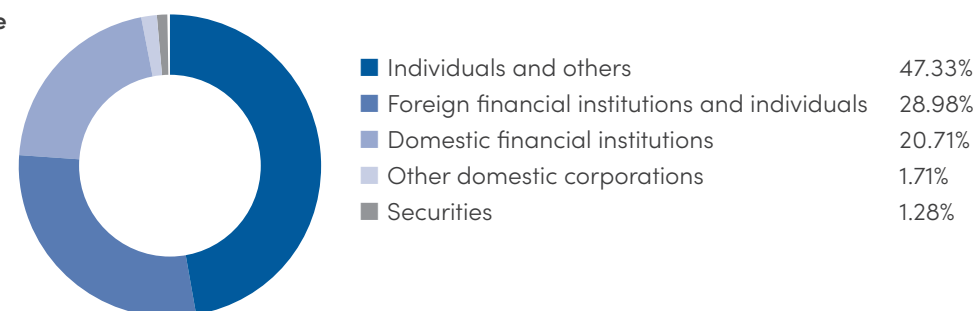 e
Individuals and others 47.33%
Foreign financial institutions and individuals 28.98%
Domestic financial institutions 20.71%
Other domestic corporations 1.71%
Securities 1.28%